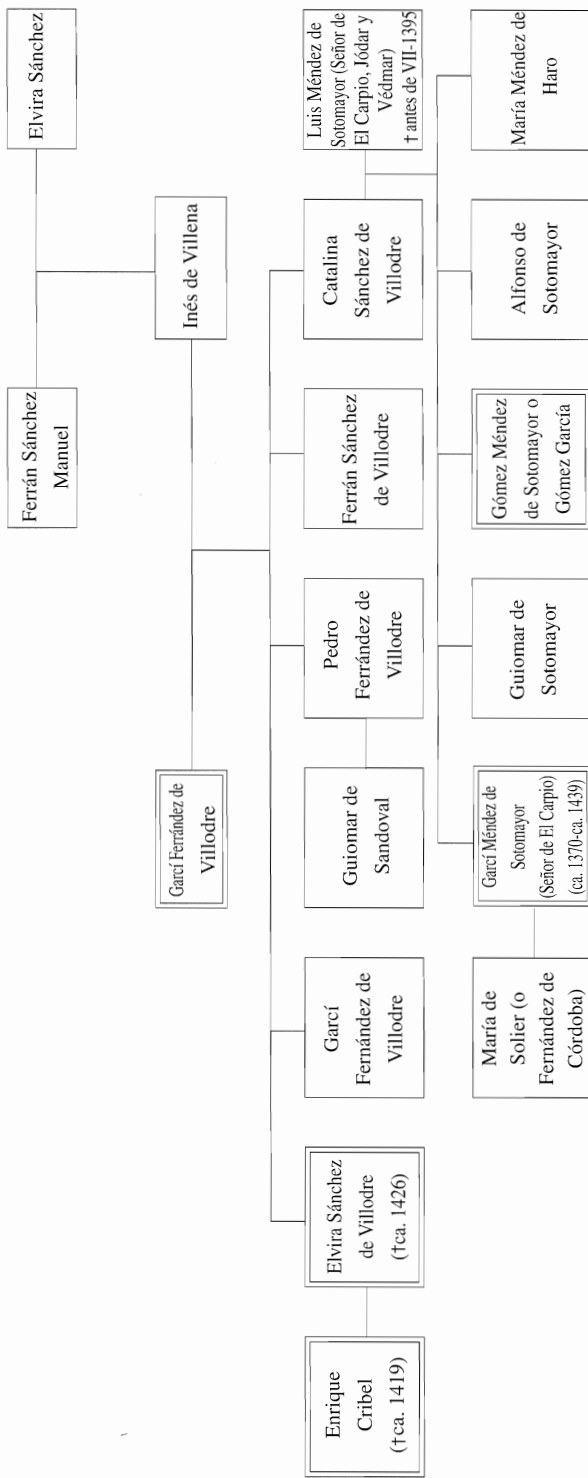 Ferrán Sánchez
Manuel
Elvira Sánchez
Garcí Ferrández de
Villodre
Inés de Villena
Enrique
Cribel
(†ca. 1419)
Elvira Sánchez
de Villodre
(†ca. 1426)
Garcí
Fernández de
Villodre
Guiomar de
Sandoval
Pedro
Ferrández de
Villodre
Ferrán Sánchez
de Villodre
Catalina
Sánchez de
Villodre
Luis Méndez de
Sotomayor (Señor de
El Carpio, Jódar y
Védmar)
† antes de VII-1395
María de
Solier (o
Fernández de
Córdoba)
Garcí Méndez de
Sotomayor
(Señor de El Carpio)
(ca. 1370-ca. 1439)
Guiomar de
Sotomayor
Gómez Méndez
de Sotomayor o
Gómez García
Alfonso de
Sotomayor
María Méndez de
Haro